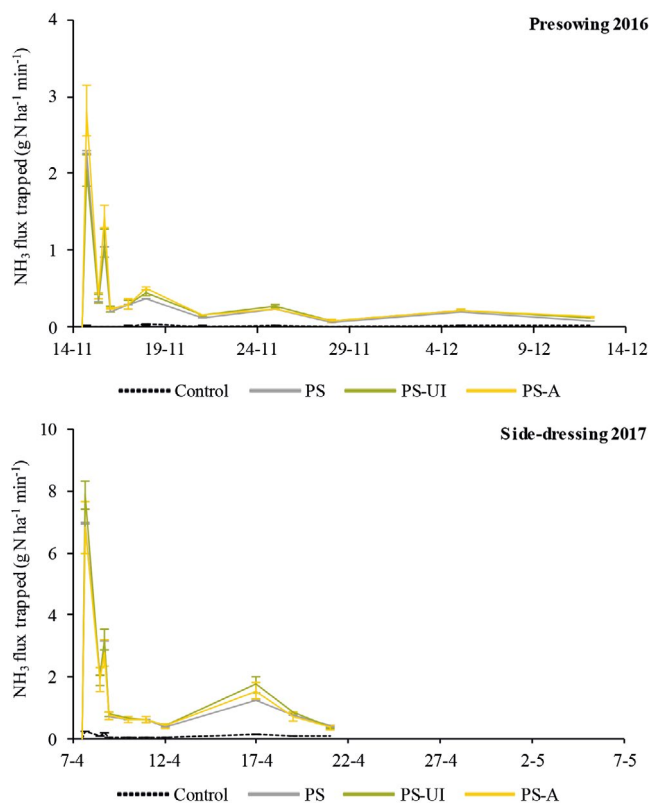 Presowing 2016
NH₃ flux trapped (g N ha⁻¹ min⁻¹)
4
3
2
1
0
14-11 19-11 24-11 29-11 4-12 9-12 14-12
Control PS PS-UI PS-A
Side-dressing 2017
NH₃ flux trapped (g N ha⁻¹ min⁻¹)
10
8
6
4
2
0
7-4 12-4 17-4 22-4 27-4 2-5 7-5
Control PS PS-UI PS-A